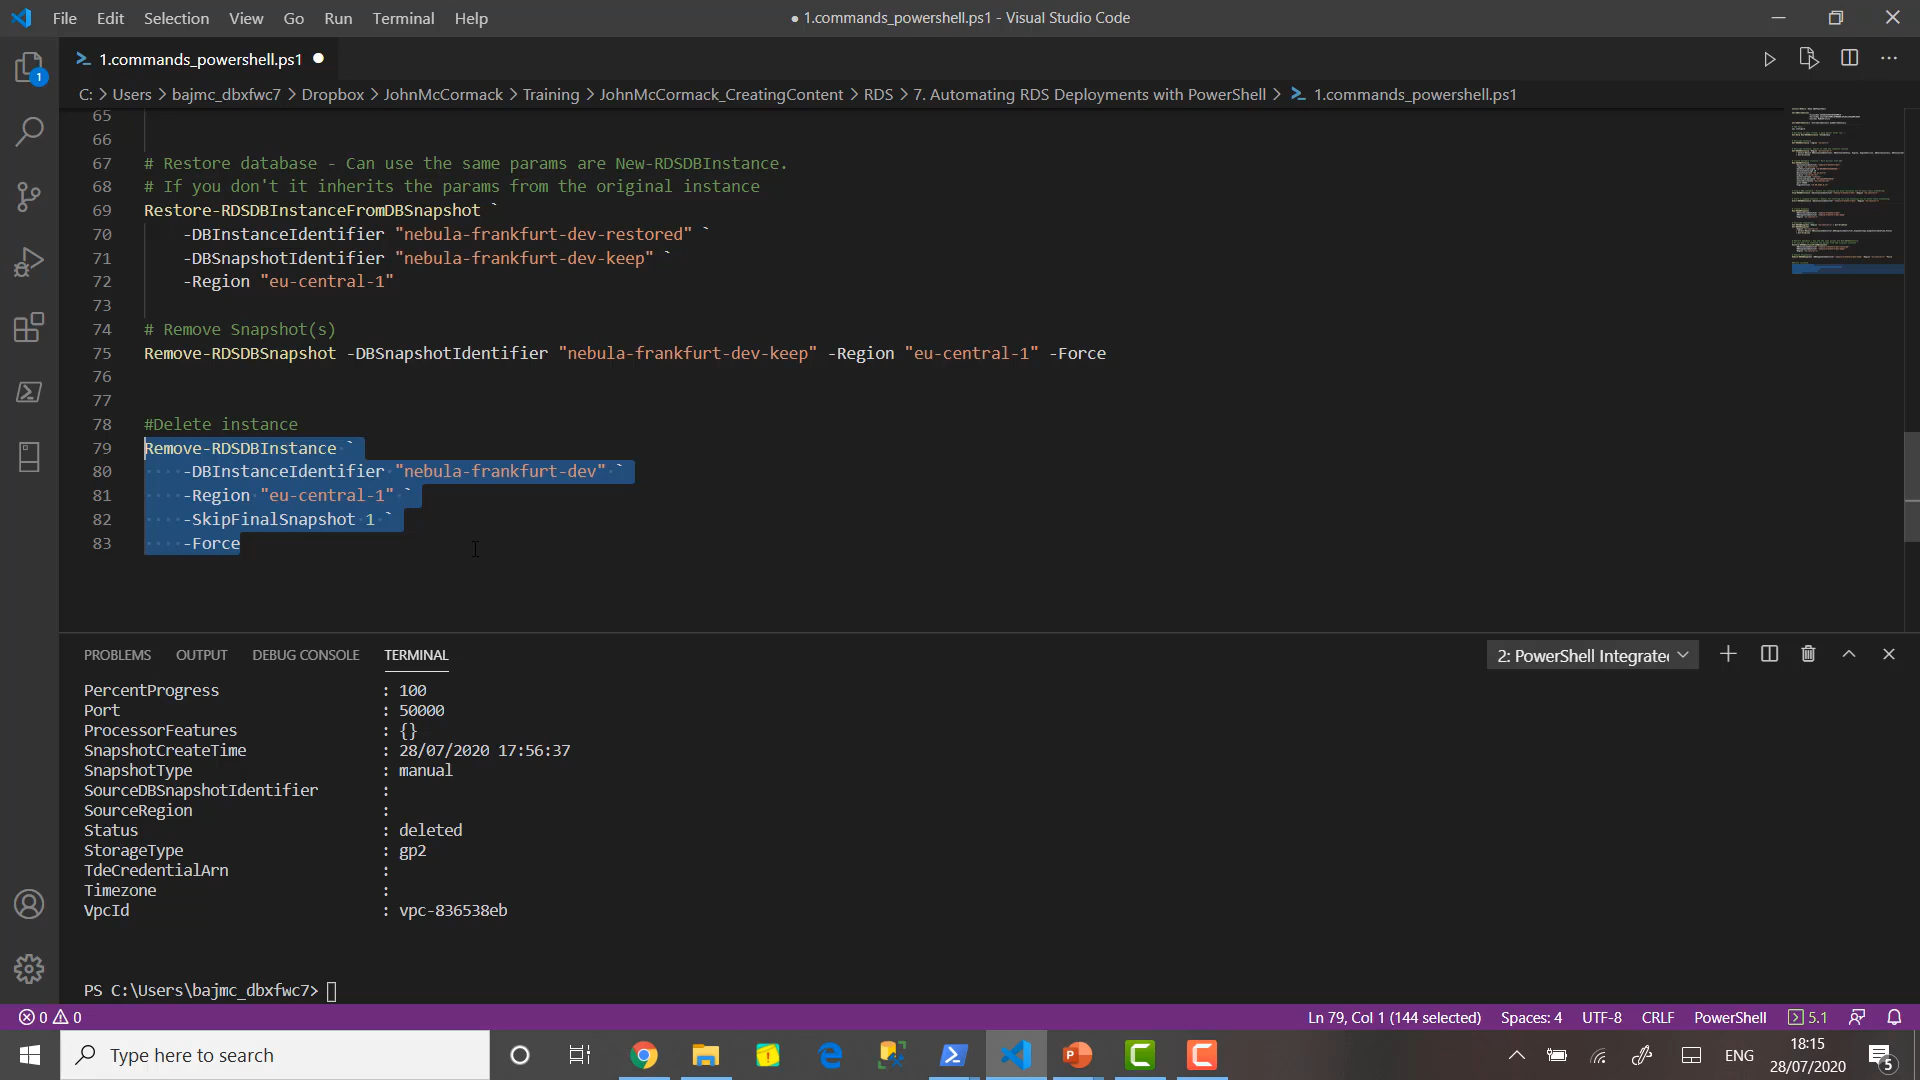 File Edit Selection View Go Run Terminal Help
● 1.commands_powershell.ps1 - Visual Studio Code
1.commands_powershell.ps1 ●
C: > Users > bajmc_dbxfwc7 > Dropbox > JohnMcCormack > Training > JohnMcCormack_CreatingContent > RDS > 7. Automating RDS Deployments with PowerShell > 1.commands_powershell.ps1
1
65
66
67 # Restore database - Can use the same params are New-RDSDBInstance.
68 # If you don't it inherits the params from the original instance
69 Restore-RDSDBInstanceFromDBSnapshot `
70 -DBInstanceIdentifier "nebula-frankfurt-dev-restored" `
71 -DBSnapshotIdentifier "nebula-frankfurt-dev-keep" `
72 -Region "eu-central-1"
73
74 # Remove Snapshot(s)
75 Remove-RDSDBSnapshot -DBSnapshotIdentifier "nebula-frankfurt-dev-keep" -Region "eu-central-1" -Force
76
77
78 #Delete instance
79 Remove-RDSDBInstance `
80 -DBInstanceIdentifier "nebula-frankfurt-dev" `
81 -Region "eu-central-1" `
82 -SkipFinalSnapshot 1 `
83 -Force
PROBLEMS OUTPUT DEBUG CONSOLE TERMINAL
2: PowerShell Integrate
PercentProgress : 100
Port : 50000
ProcessorFeatures : {}
SnapshotCreateTime : 28/07/2020 17:56:37
SnapshotType : manual
SourceDBSnapshotIdentifier :
SourceRegion :
Status : deleted
StorageType : gp2
TdeCredentialArn :
Timezone :
VpcId : vpc-836538eb
PS C:\Users\bajmc_dbxfwc7>
0 0
Ln 79, Col 1 (144 selected) Spaces: 4 UTF-8 CRLF PowerShell 5.1
Type here to search
ENG
18:15
28/07/2020
5